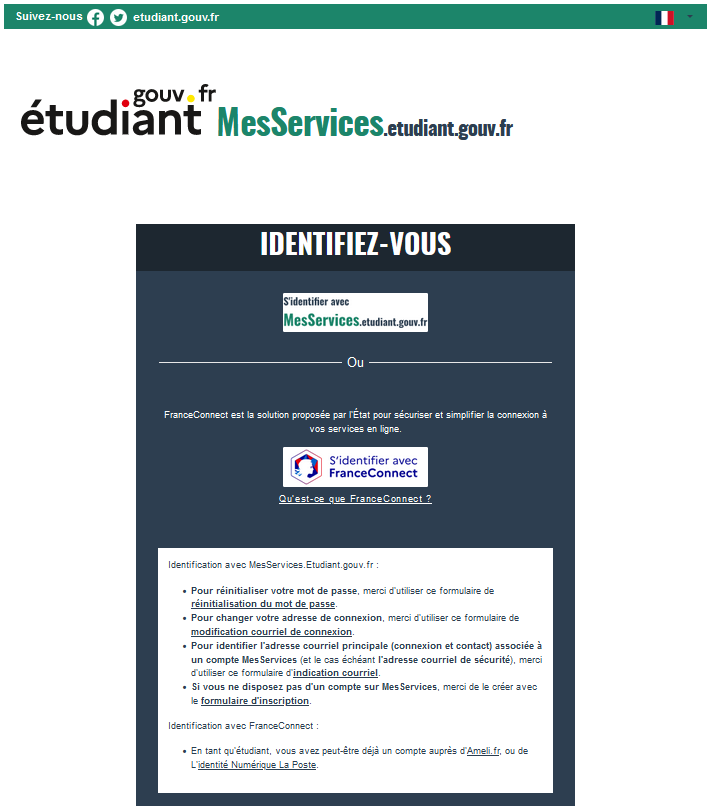 Suivez-nous etudiant.gouv.fr
gouv.fr
étudiant MesServices.etudiant.gouv.fr
IDENTIFIEZ-VOUS
S'identifier avec
MesServices.etudiant.gouv.fr
Ou
FranceConnect est la solution proposée par l'État pour sécuriser et simplifier la connexion à
vos services en ligne.
S'identifier avec
FranceConnect
Qu'est-ce que FranceConnect ?
Identification avec MesServices.Etudiant.gouv.fr :
• Pour réinitialiser votre mot de passe, merci d'utiliser ce formulaire de
réinitialisation du mot de passe.
• Pour changer votre adresse de connexion, merci d'utiliser ce formulaire de
modification courriel de connexion.
• Pour identifier l'adresse courriel principale (connexion et contact) associée à
un compte MesServices (et le cas échéant l'adresse courriel de sécurité), merci
d'utiliser ce formulaire d'indication courriel.
• Si vous ne disposez pas d'un compte sur MesServices, merci de le créer avec
le formulaire d'inscription.
Identification avec FranceConnect :
• En tant qu'étudiant, vous avez peut-être déjà un compte auprès d'Ameli.fr, ou de
L'identité Numérique La Poste.